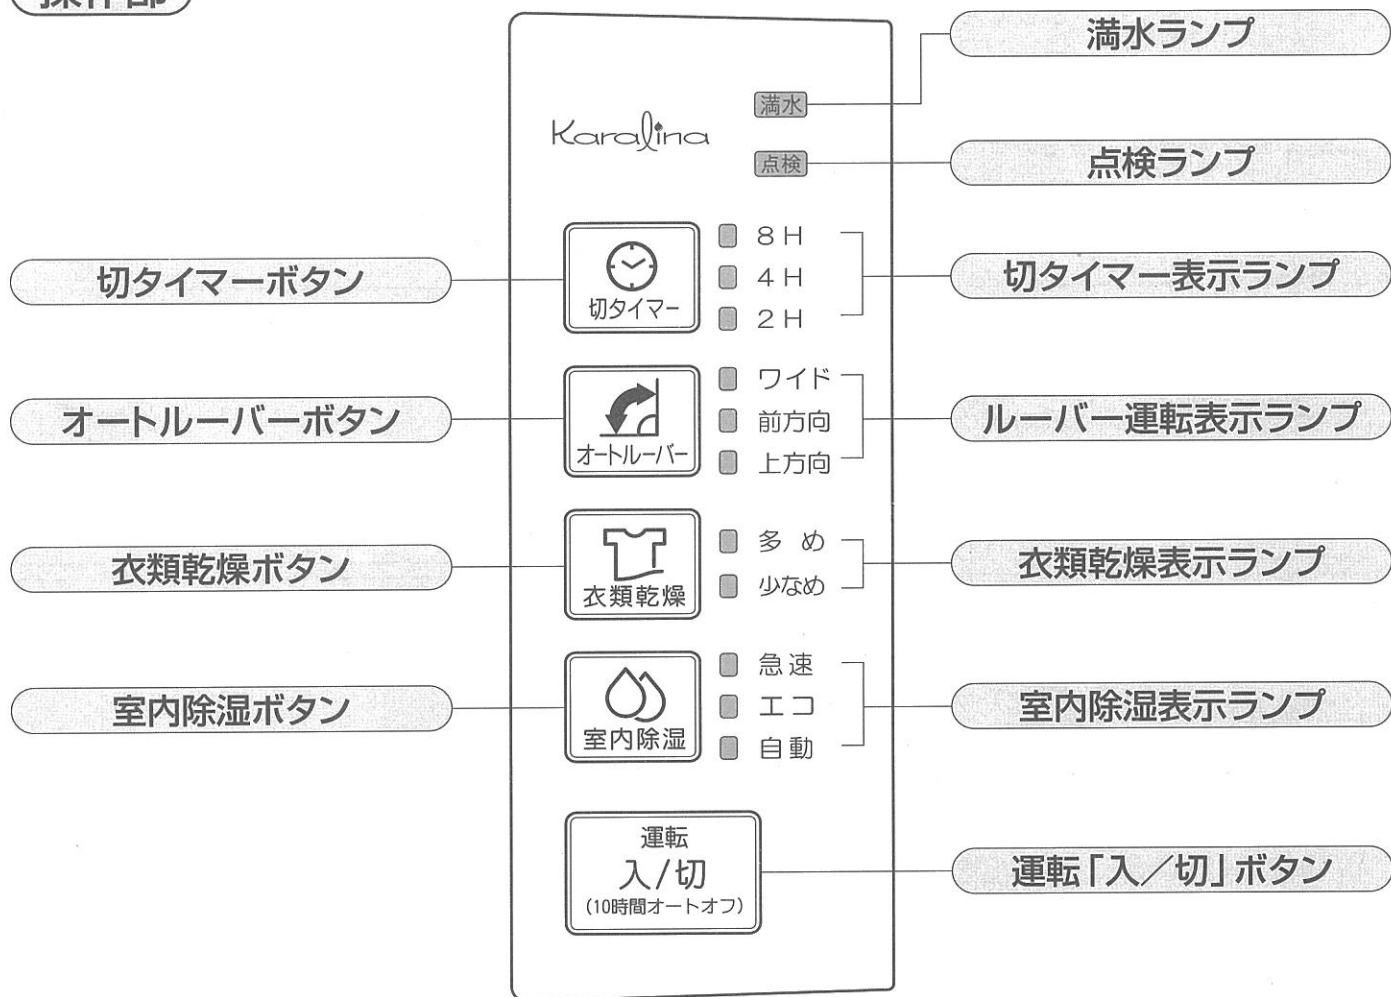 操作部
満水ランプ
満水
Karalina
点検
点検ランプ
切タイマーボタン
切タイマー
8H
4H
2H
切タイマー表示ランプ
オートルーバーボタン
オートルーバー
ワイド
前方向
上方向
ルーバー運転表示ランプ
衣類乾燥ボタン
衣類乾燥
多め
少なめ
衣類乾燥表示ランプ
室内除湿ボタン
室内除湿
急速
エコ
自動
室内除湿表示ランプ
運転
入/切
(10時間オートオフ)
運転「入/切」ボタン